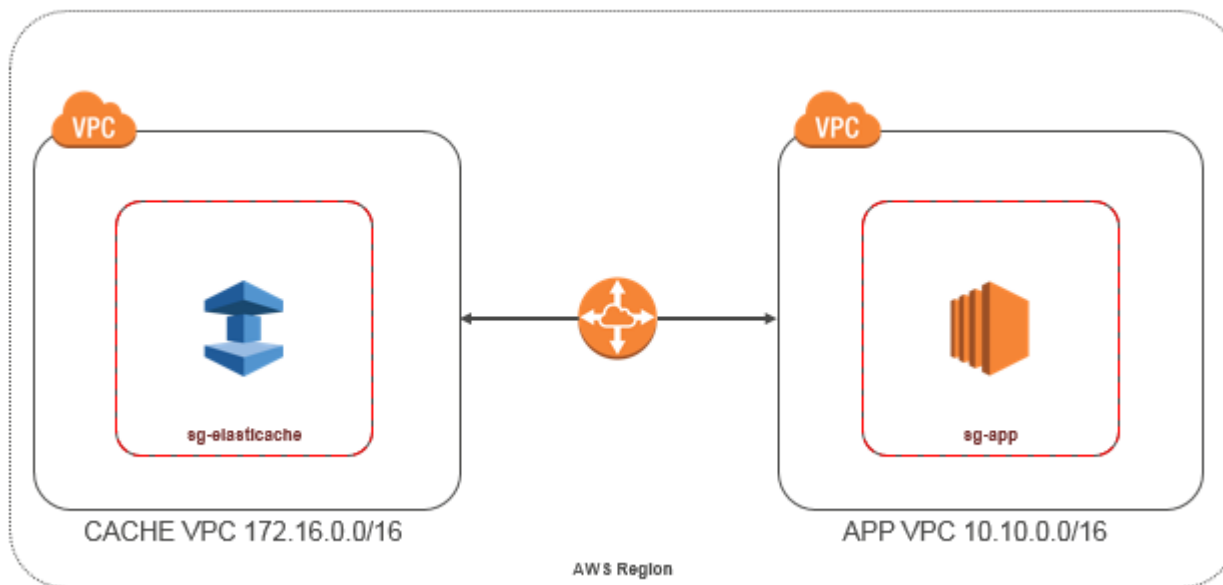 VPC
VPC
sg-elasticache
sg-app
CACHE VPC 172.16.0.0/16
APP VPC 10.10.0.0/16
AWS Region